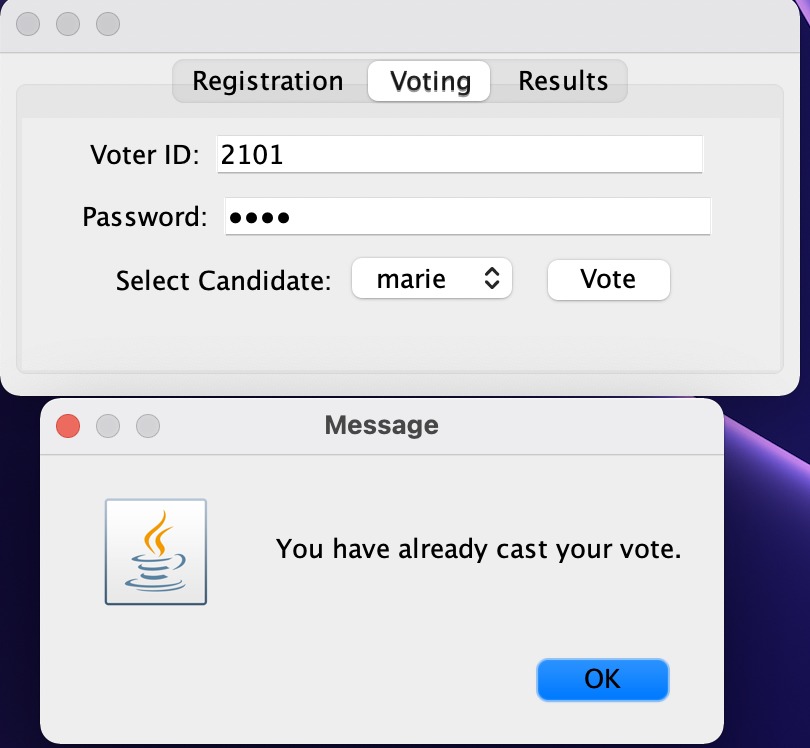 Registration Voting Results
Voter ID: 2101
Password: ••••
Select Candidate: marie Vote
Message
You have already cast your vote.
OK